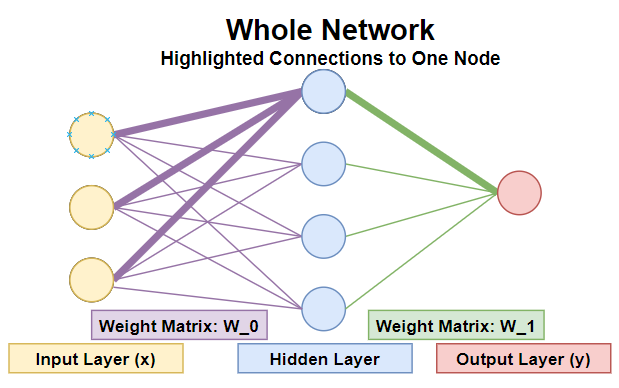 Whole Network
Highlighted Connections to One Node
Weight Matrix: W_0
Weight Matrix: W_1
Input Layer (x)
Hidden Layer
Output Layer (y)